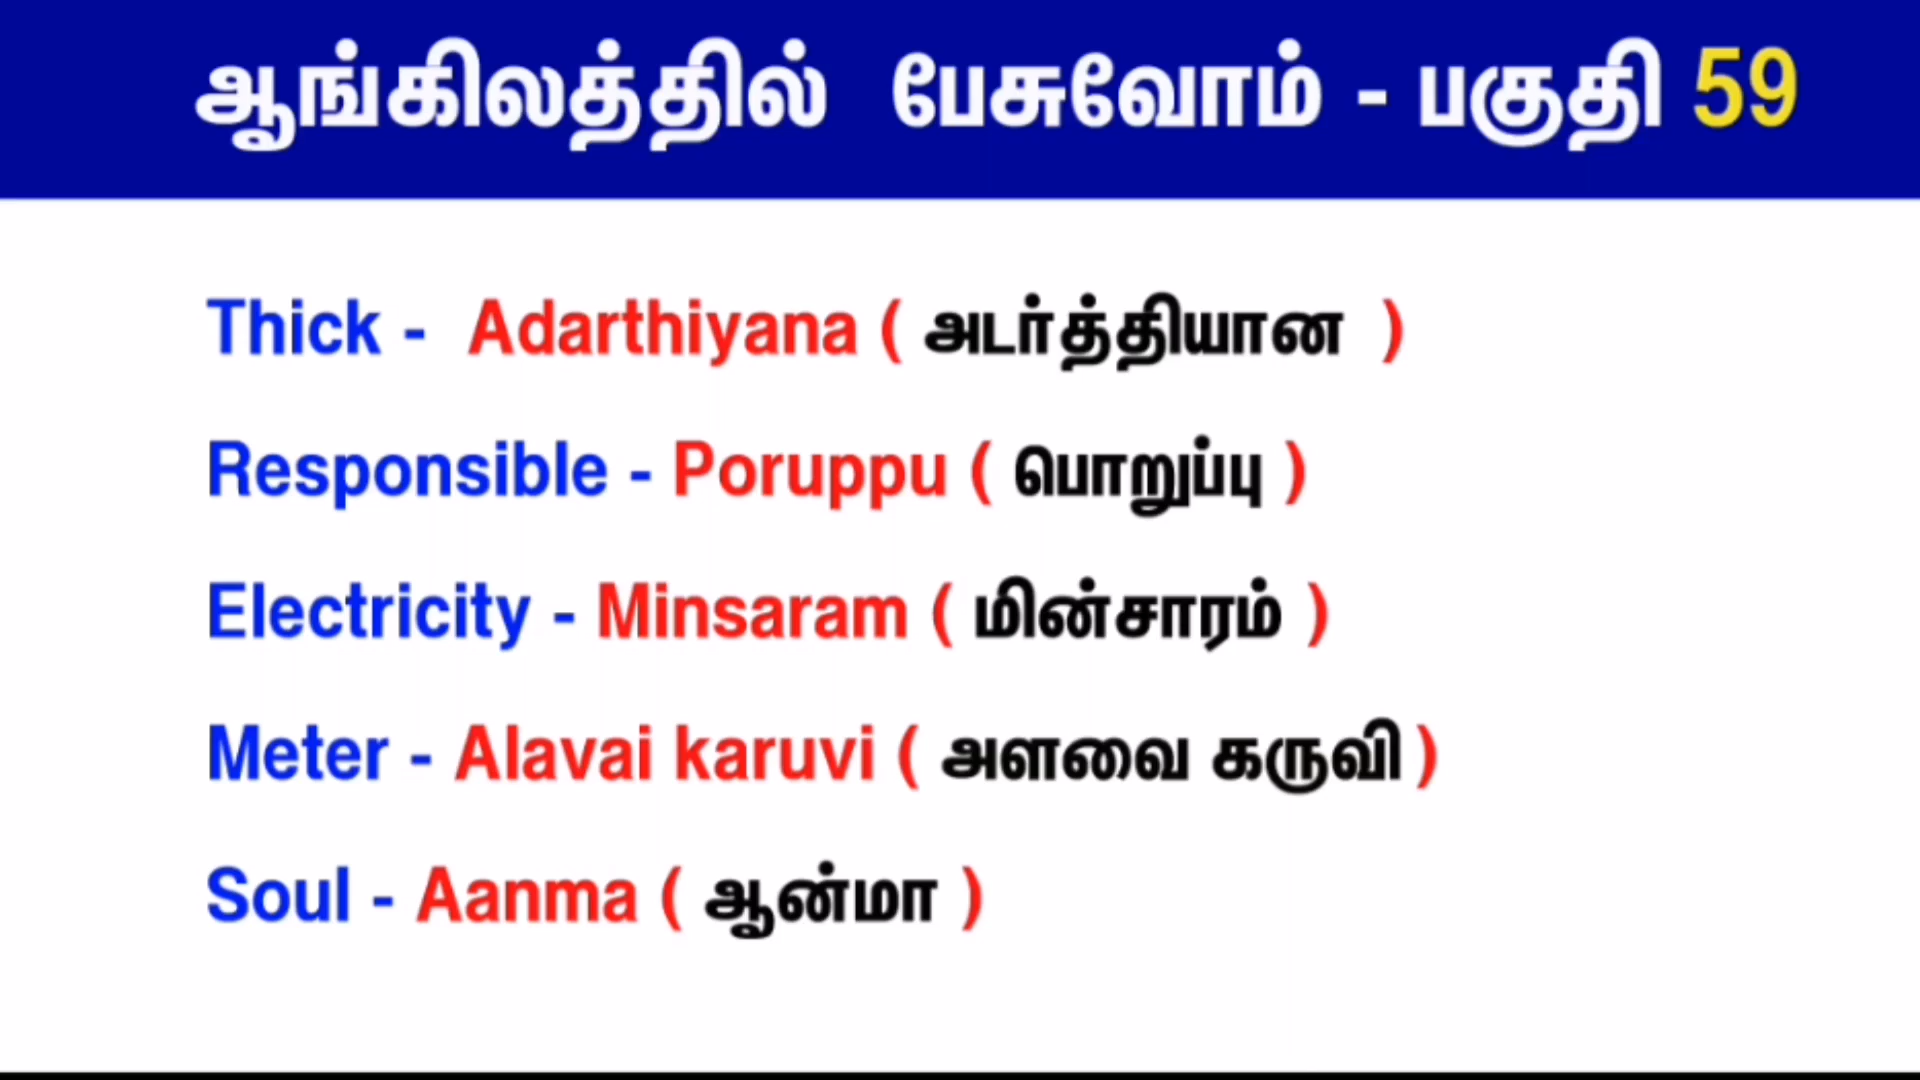 ஆங்கிலத்தில் பேசுவோம் - பகுதி 59
Thick - Adarthiyana ( அடர்த்தியான )
Responsible - Poruppu ( பொறுப்பு )
Electricity - Minsaram ( மின்சாரம் )
Meter - Alavai karuvi ( அளவை கருவி )
Soul - Aanma ( ஆன்மா )